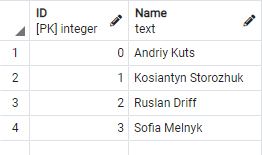 ID Name
[PK] integer text
1 0 Andriy Kuts
2 1 Kosiantyn Storozhuk
3 2 Ruslan Driff
4 3 Sofia Melnyk